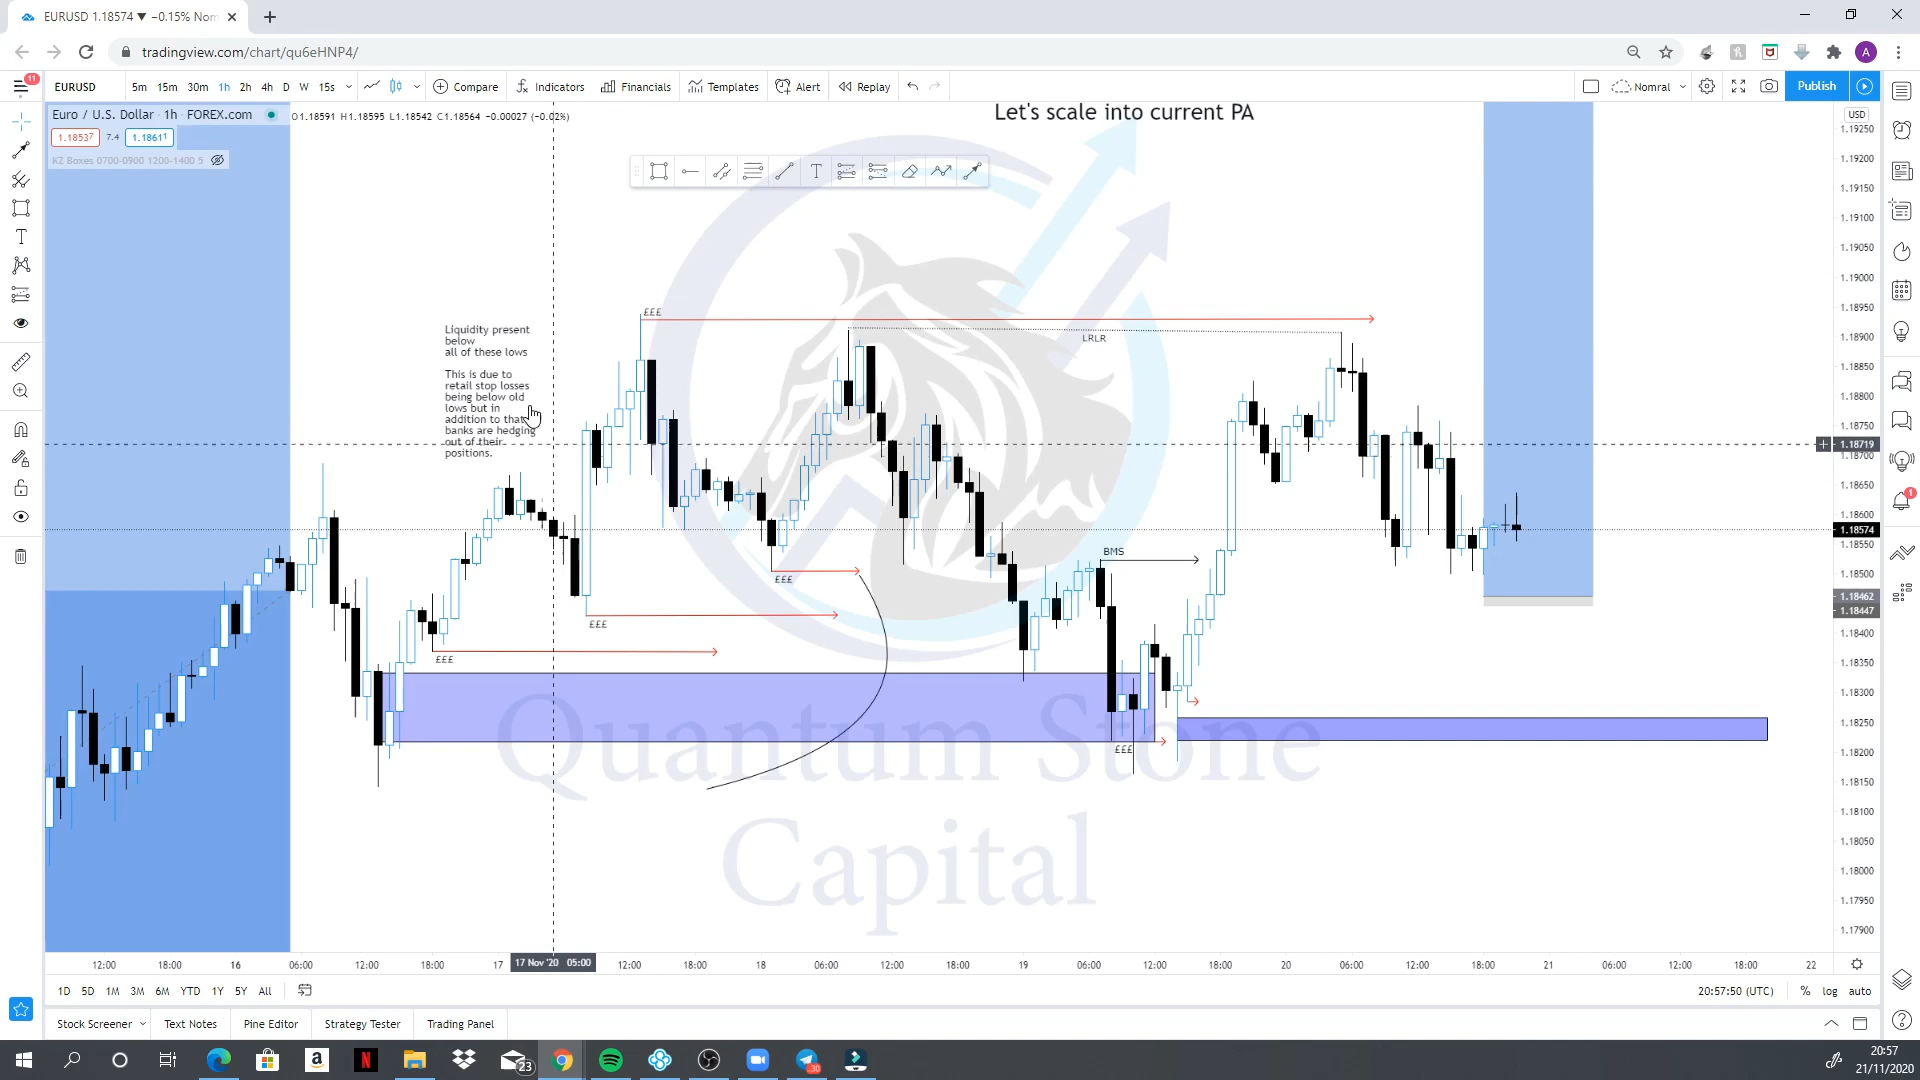 EURUSD 1.18574 ▼ −0.15% Norm
tradingview.com/chart/qu6eHNP4/
A
11
EURUSD 5m 15m 30m 1h 2h 4h D W 15s Compare Indicators Financials Templates Alert Replay Nomral Publish
Euro / U.S. Dollar · 1h · FOREX.com
O1.18591 H1.18595 L1.18542 C1.18564 −0.00027 (−0.02%)
1.18537 7.4 1.18611
KZ Boxes 0700-0900 1200-1400 5
Let's scale into current PA
Liquidity present
below
all of these lows
This is due to
retail stop losses
being below old
lows but in
addition to that
banks are hedging
out of their
positions.
£££
LRLR
BMS
£££
£££
£££
£££
Quantum Stone
Capital
USD
1.19250
1.19200
1.19150
1.19100
1.19050
1.19000
1.18950
1.18900
1.18850
1.18800
1.18750
1.18719
1.18700
1.18650
1.18600
1.18574
1.18550
1.18500
1.18462
1.18447
1.18400
1.18350
1.18300
1.18250
1.18200
1.18150
1.18100
1.18050
1.18000
1.17950
1.17900
1
12:00 18:00 16 06:00 12:00 18:00 17 17 Nov '20 05:00 12:00 18:00 18 06:00 12:00 18:00 19 06:00 12:00 18:00 20 06:00 12:00 18:00 21 06:00 12:00 18:00 22
1D 5D 1M 3M 6M YTD 1Y 5Y All
20:57:50 (UTC) % log auto
Stock Screener Text Notes Pine Editor Strategy Tester Trading Panel
23
30
20:57
21/11/2020